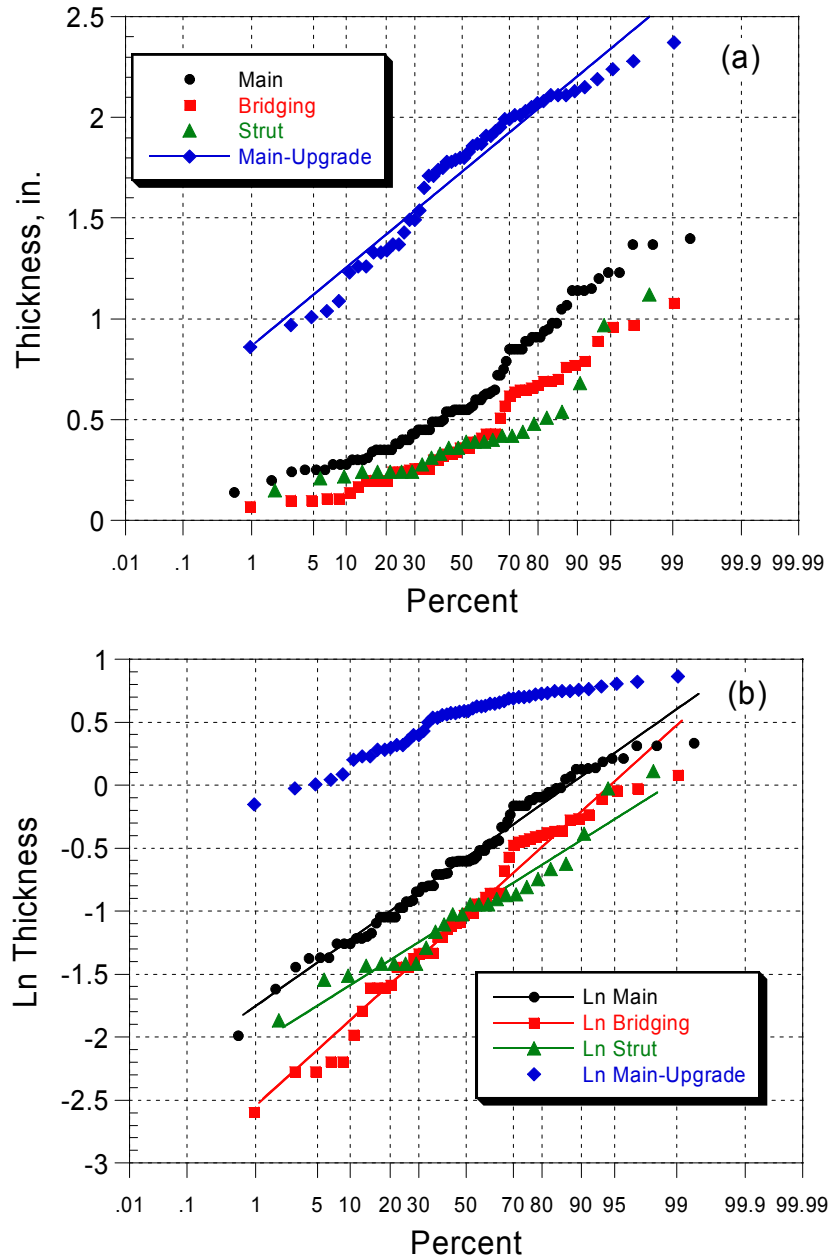 2.5
(a)
Main
Bridging
Strut
Main-Upgrade
2
1.5
1
0.5
0
Thickness, in.
.01 .1 1 5 10 20 30 50 70 80 90 95 99 99.9 99.99
Percent
1
(b)
0.5
0
-0.5
-1
-1.5
-2
-2.5
-3
Ln Thickness
Ln Main
Ln Bridging
Ln Strut
Ln Main-Upgrade
.01 .1 1 5 10 20 30 50 70 80 90 95 99 99.9 99.99
Percent